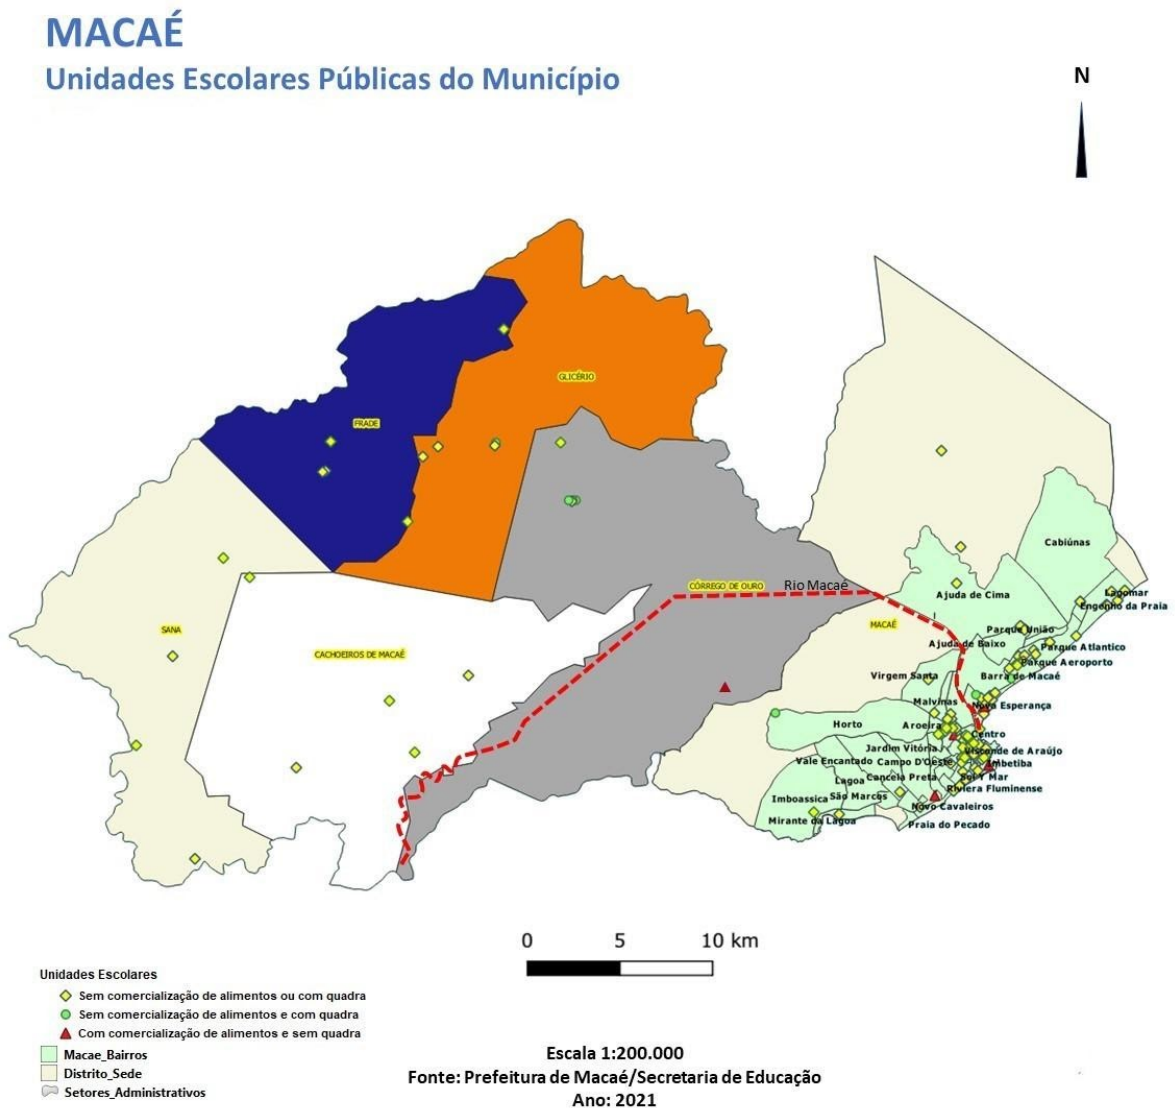 MACAÉ
Unidades Escolares Públicas do Município
N
GLICÉRIO
FRADE
Cabiúnas
CÓRREGO DE OURO
Rio Macaé
Ajuda de Cima
Lagomar
Engenho da Praia
SANA
MACAÉ
Parque União
Ajuda de Baixo
Parque Atlantico
CACHOEIROS DE MACAÉ
Parque Aeroporto
Virgem Santa
Barra de Macaé
Malvinas
Nova Esperança
Horto
Aroeira
Centro
Jardim Vitória
Visconde de Araújo
Vale Encantado
Campo D'Oeste
Imbetiba
Lagoa
Cancela Preta
Sol Y Mar
Riviera Fluminense
Imboassica
São Marcos
Novo Cavaleiros
Mirante da Lagoa
Praia do Pecado
0 5 10 km
Unidades Escolares
Sem comercialização de alimentos ou com quadra
Sem comercialização de alimentos e com quadra
Com comercialização de alimentos e sem quadra
Macae_Bairros
Distrito_Sede
Setores_Administrativos
Escala 1:200.000
Fonte: Prefeitura de Macaé/Secretaria de Educação
Ano: 2021